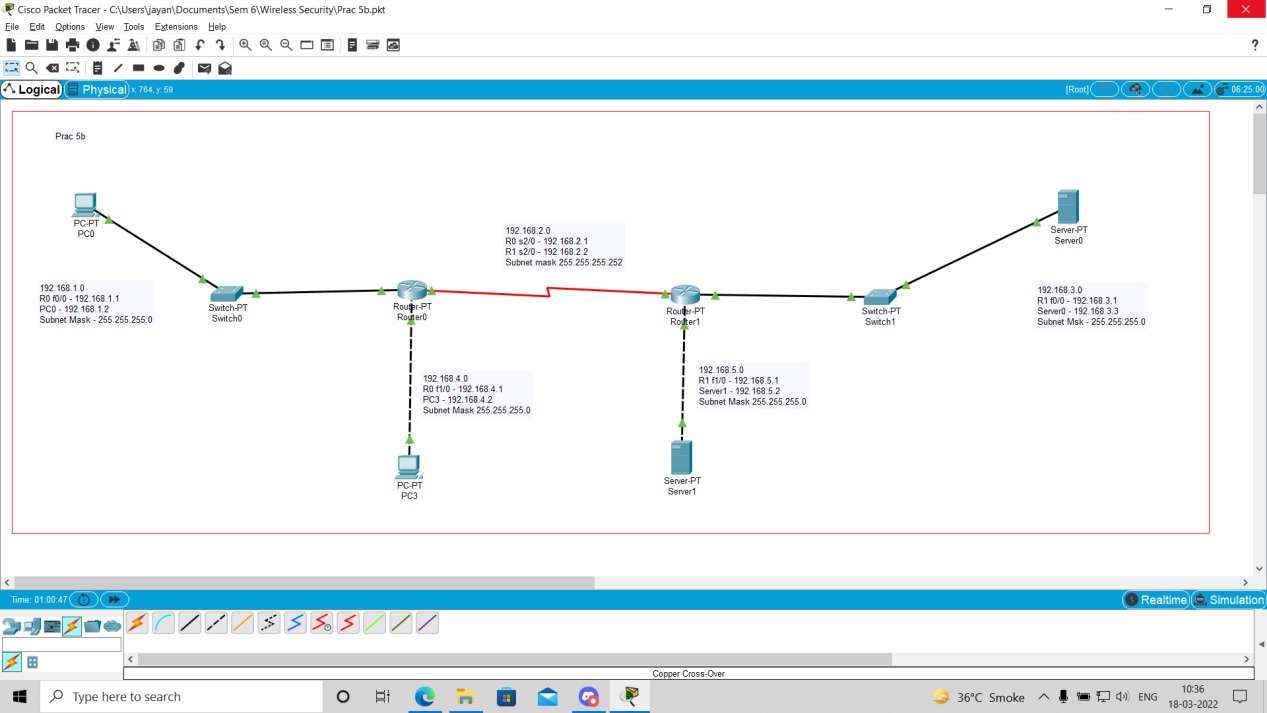 Cisco Packet Tracer - C:\Users\jayan\Documents\Sem 6\Wireless Security\Prac 5b.pkt
File Edit Options View Tools Extensions Help
?
Logical Physical x: 764, y: 59 [Root] 06:25:00
Prac 5b
PC-PT
PC0
192.168.1.0
R0 f0/0 - 192.168.1.1
PC0 - 192.168.1.2
Subnet Mask - 255.255.255.0
Switch-PT
Switch0
192.168.2.0
R0 s2/0 - 192.168.2.1
R1 s2/0 - 192.168.2.2
Subnet mask 255.255.255.252
Router-PT
Router0
Router-PT
Router1
Switch-PT
Switch1
Server-PT
Server0
192.168.3.0
R1 f0/0 - 192.168.3.1
Server0 - 192.168.3.3
Subnet Msk - 255.255.255.0
192.168.4.0
R0 f1/0 - 192.168.4.1
PC3 - 192.168.4.2
Subnet Mask 255.255.255.0
192.168.5.0
R1 f1/0 - 192.168.5.1
Server1 - 192.168.5.2
Subnet Mask 255.255.255.0
PC-PT
PC3
Server-PT
Server1
Time: 01:00:47 Realtime Simulation
Copper Cross-Over
Type here to search
36°C Smoke
ENG
10:36
18-03-2022